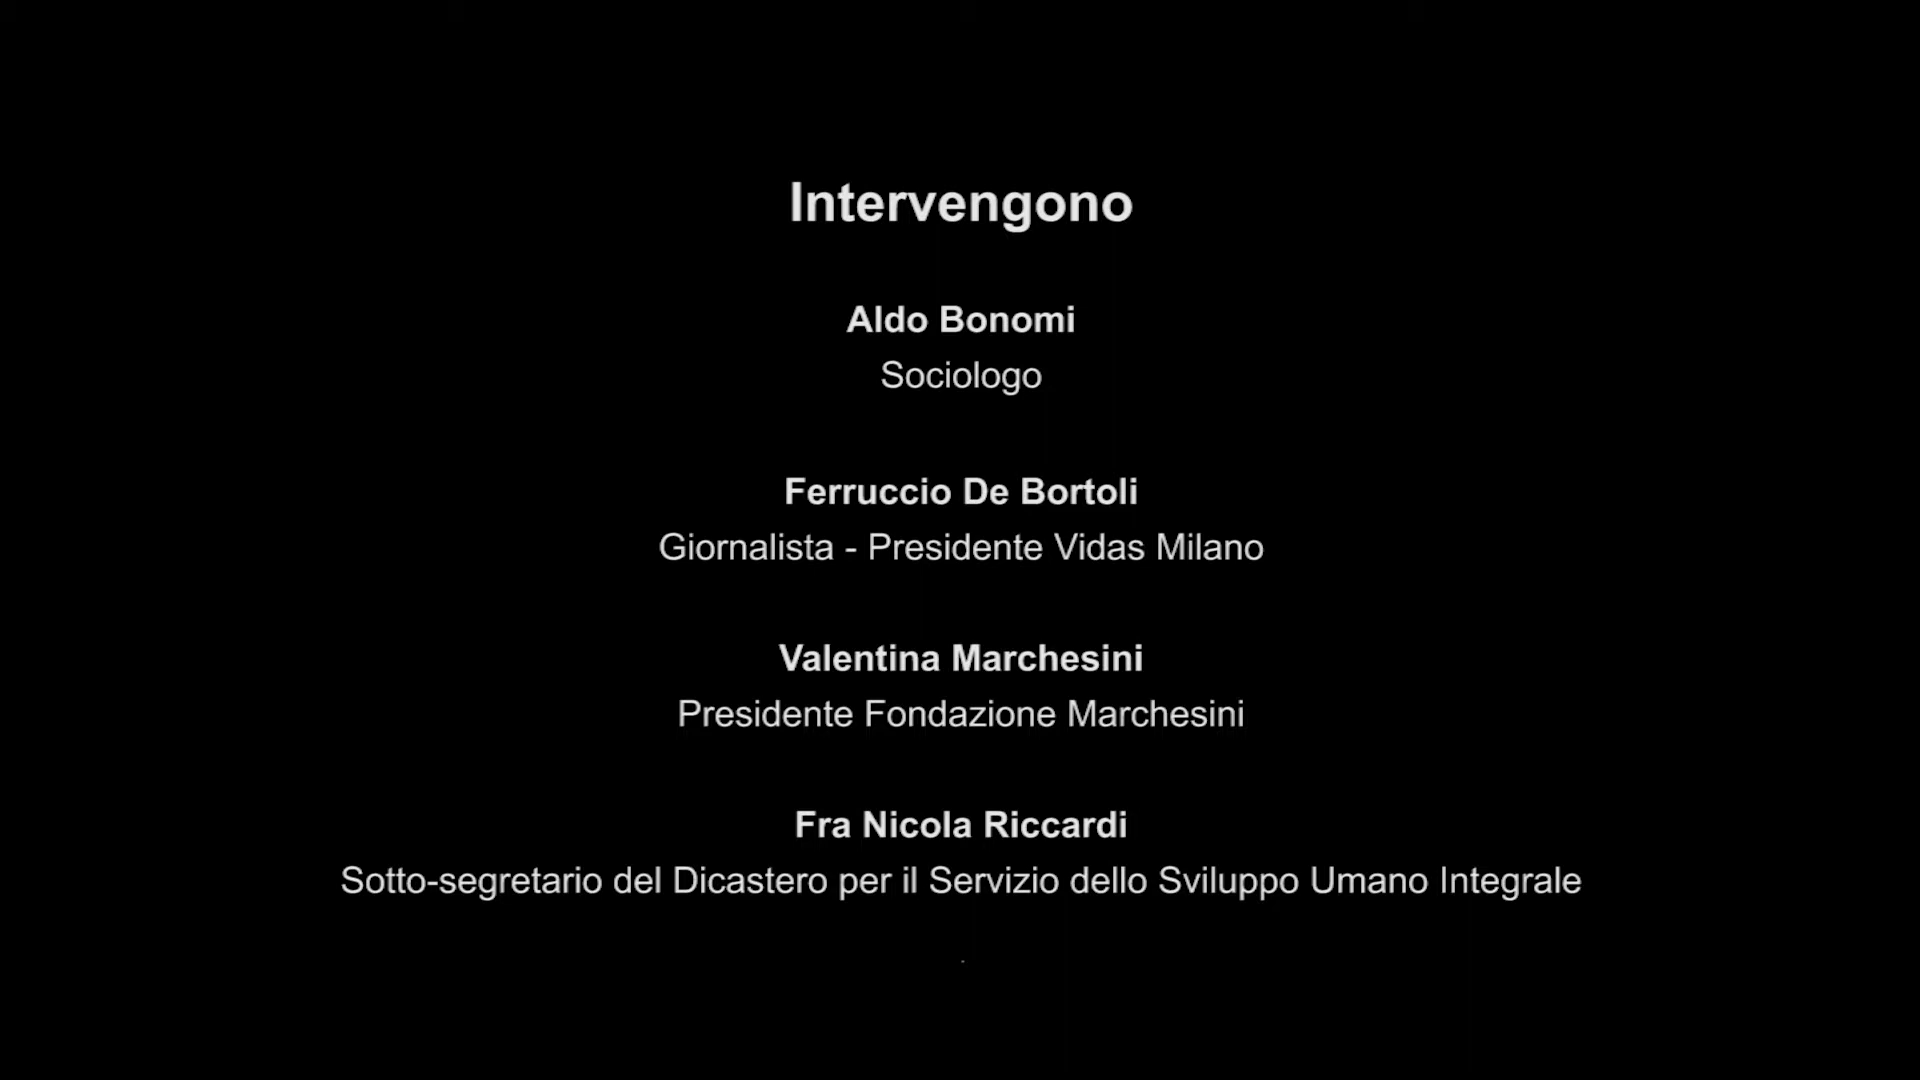 Intervengono
Aldo Bonomi
Sociologo
Ferruccio De Bortoli
Giornalista - Presidente Vidas Milano
Valentina Marchesini
Presidente Fondazione Marchesini
Fra Nicola Riccardi
Sotto-segretario del Dicastero per il Servizio dello Sviluppo Umano Integrale